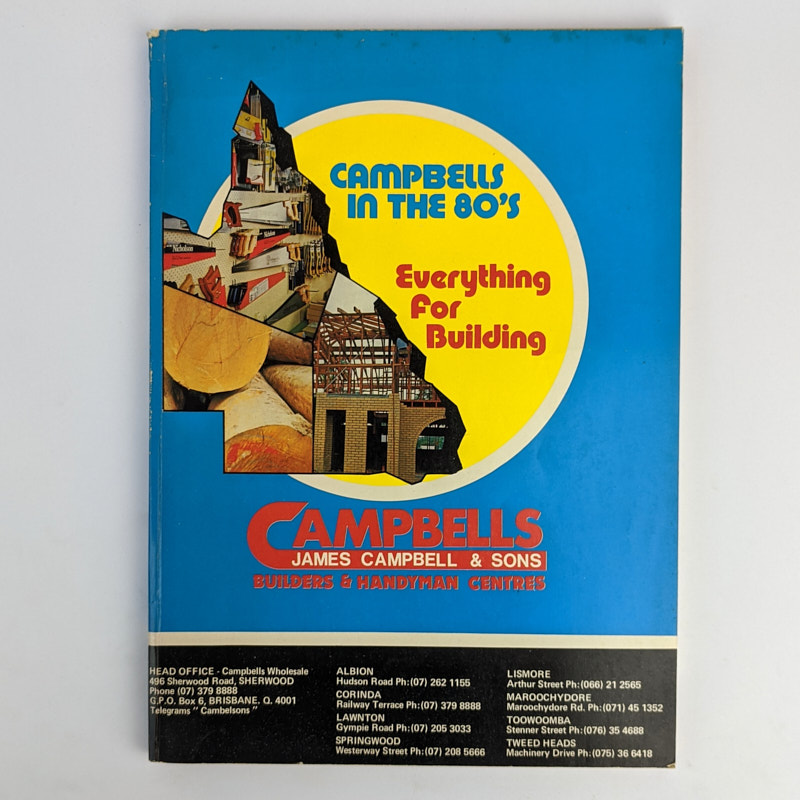 CAMPBELLS
IN THE 80'S
Everything
For
Building
Nicholson
CAMPBELLS
JAMES CAMPBELL & SONS
BUILDERS & HANDYMAN CENTRES
HEAD OFFICE - Campbells Wholesale
496 Sherwood Road, SHERWOOD
Phone (07) 379 8888
G.P.O. Box 6, BRISBANE. Q. 4001
Telegrams " Cambelsons "
ALBION
Hudson Road Ph:(07) 262 1155
CORINDA
Railway Terrace Ph:(07) 379 8888
LAWNTON
Gympie Road Ph:(07) 205 3033
SPRINGWOOD
Westerway Street Ph:(07) 208 5666
LISMORE
Arthur Street Ph:(066) 21 2565
MAROOCHYDORE
Maroochydore Rd. Ph:(071) 45 1352
TOOWOOMBA
Stenner Street Ph:(076) 35 4688
TWEED HEADS
Machinery Drive Ph:(075) 36 6418